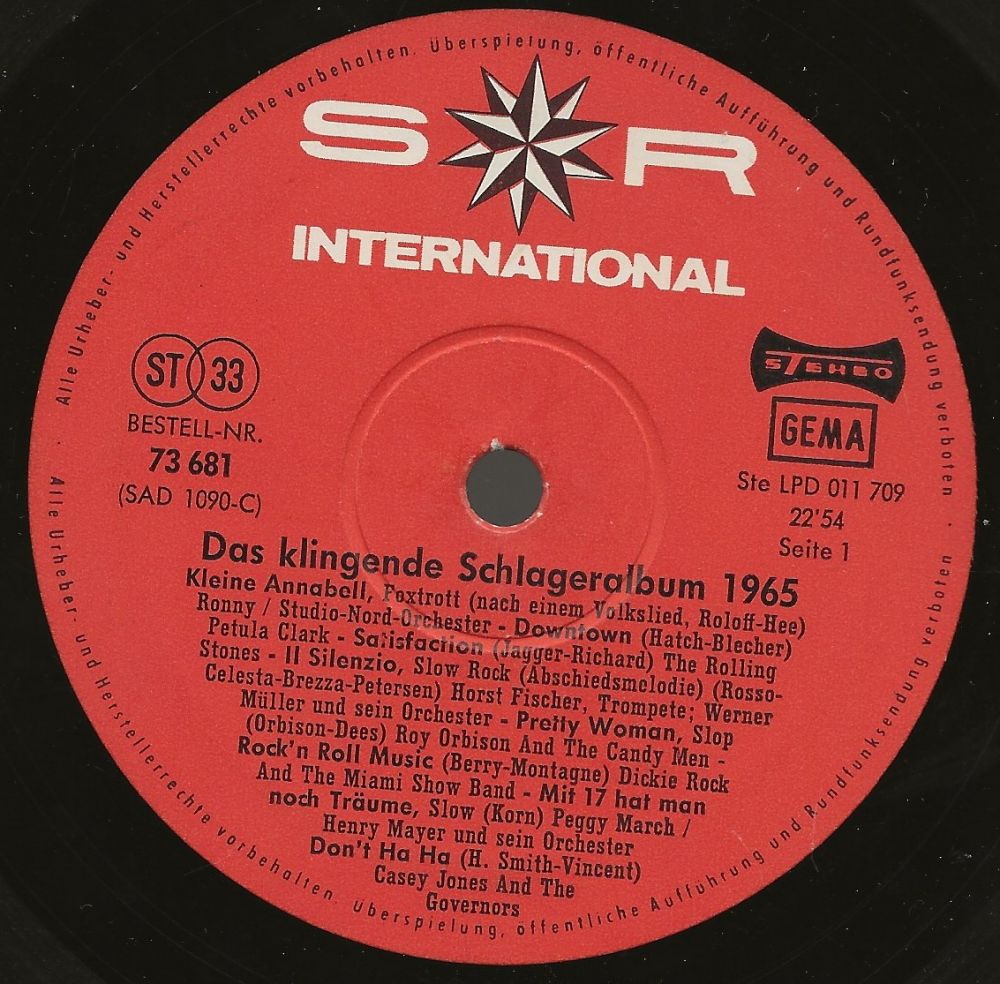 Alle Urheber- und Herstellerrechte vorbehalten. Überspielung, öffentliche Aufführung und Rundfunksendung verboten ·
S R
INTERNATIONAL
ST 33
BESTELL-NR.
73 681
(SAD 1090-C)
STEREO
GEMA
Ste LPD 011 709
22'54
Seite 1
Das klingende Schlageralbum 1965
Kleine Annabell, Foxtrott (nach einem Volkslied, Roloff-Hee)
Ronny / Studio-Nord-Orchester - Downtown (Hatch-Blecher)
Petula Clark - Satisfaction (Jagger-Richard) The Rolling
Stones - Il Silenzio, Slow Rock (Abschiedsmelodie) (Rosso-
Celesta-Brezza-Petersen) Horst Fischer, Trompete; Werner
Müller und sein Orchester - Pretty Woman, Slop
(Orbison-Dees) Roy Orbison And The Candy Men -
Rock'n Roll Music (Berry-Montagne) Dickie Rock
And The Miami Show Band - Mit 17 hat man
noch Träume, Slow (Korn) Peggy March /
Henry Mayer und sein Orchester
Don't Ha Ha (H. Smith-Vincent)
Casey Jones And The
Governors
Alle Urheber- und Herstellerrechte vorbehalten. Überspielung, öffentliche Aufführung und Rundfunksendung verboten ·